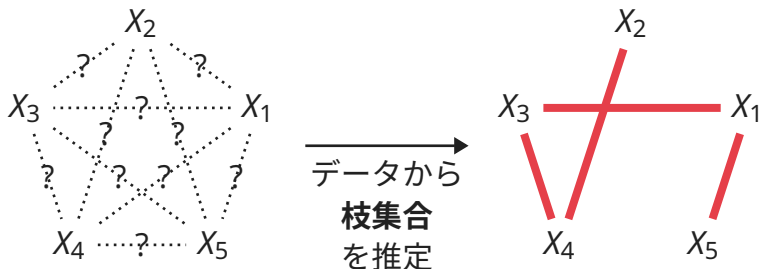 X2
? ?
X3 ? X1
? ?
? ? ? ?
X4 ? X5
データから
枝集合
を推定
X2
X3 X1
X4 X5